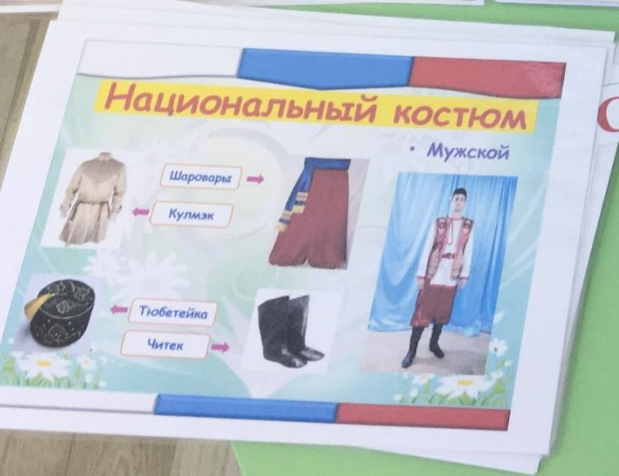 Национальный костюм
• Мужской
Шаровары
Кулмэк
Тюбетейка
Читек
С